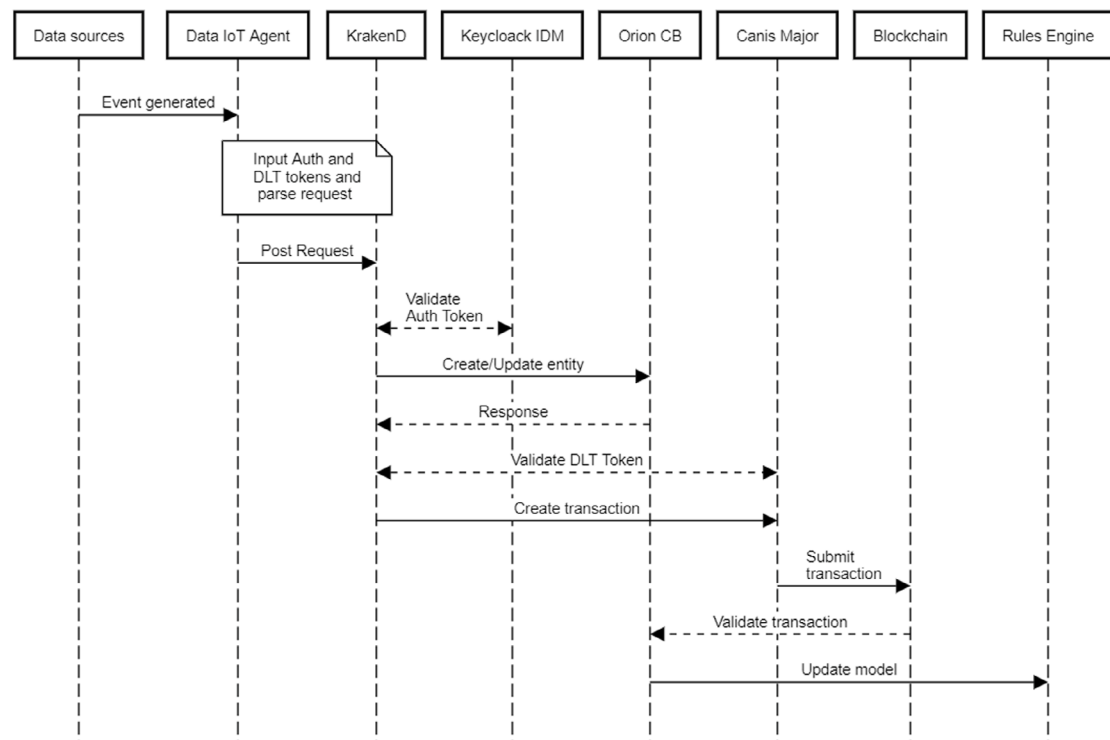 Data sources
Data IoT Agent
KrakenD
Keycloack IDM
Orion CB
Canis Major
Blockchain
Rules Engine
Event generated
Input Auth and
DLT tokens and
parse request
Post Request
Validate
Auth Token
Create/Update entity
Response
Validate DLT Token
Create transaction
Submit
transaction
Validate transaction
Update model